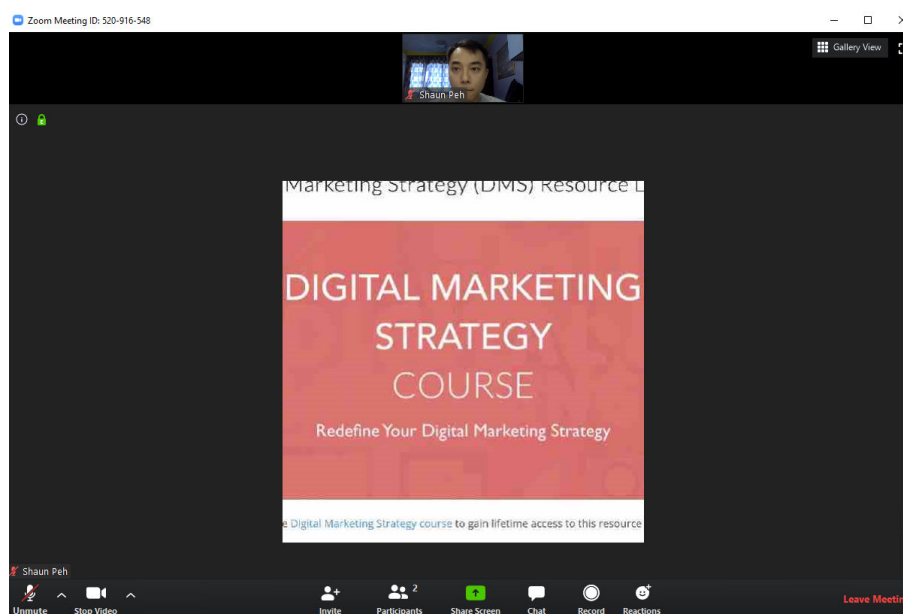 Zoom Meeting ID: 520-916-548
Gallery View
Shaun Peh
Marketing Strategy (DMS) Resource
DIGITAL MARKETING
STRATEGY
COURSE
Redefine Your Digital Marketing Strategy
Digital Marketing Strategy course to gain lifetime access to this resource
Shaun Peh
2
Unmute
Stop Video
Invite
Participants
Share Screen
Chat
Record
Reactions
Leave